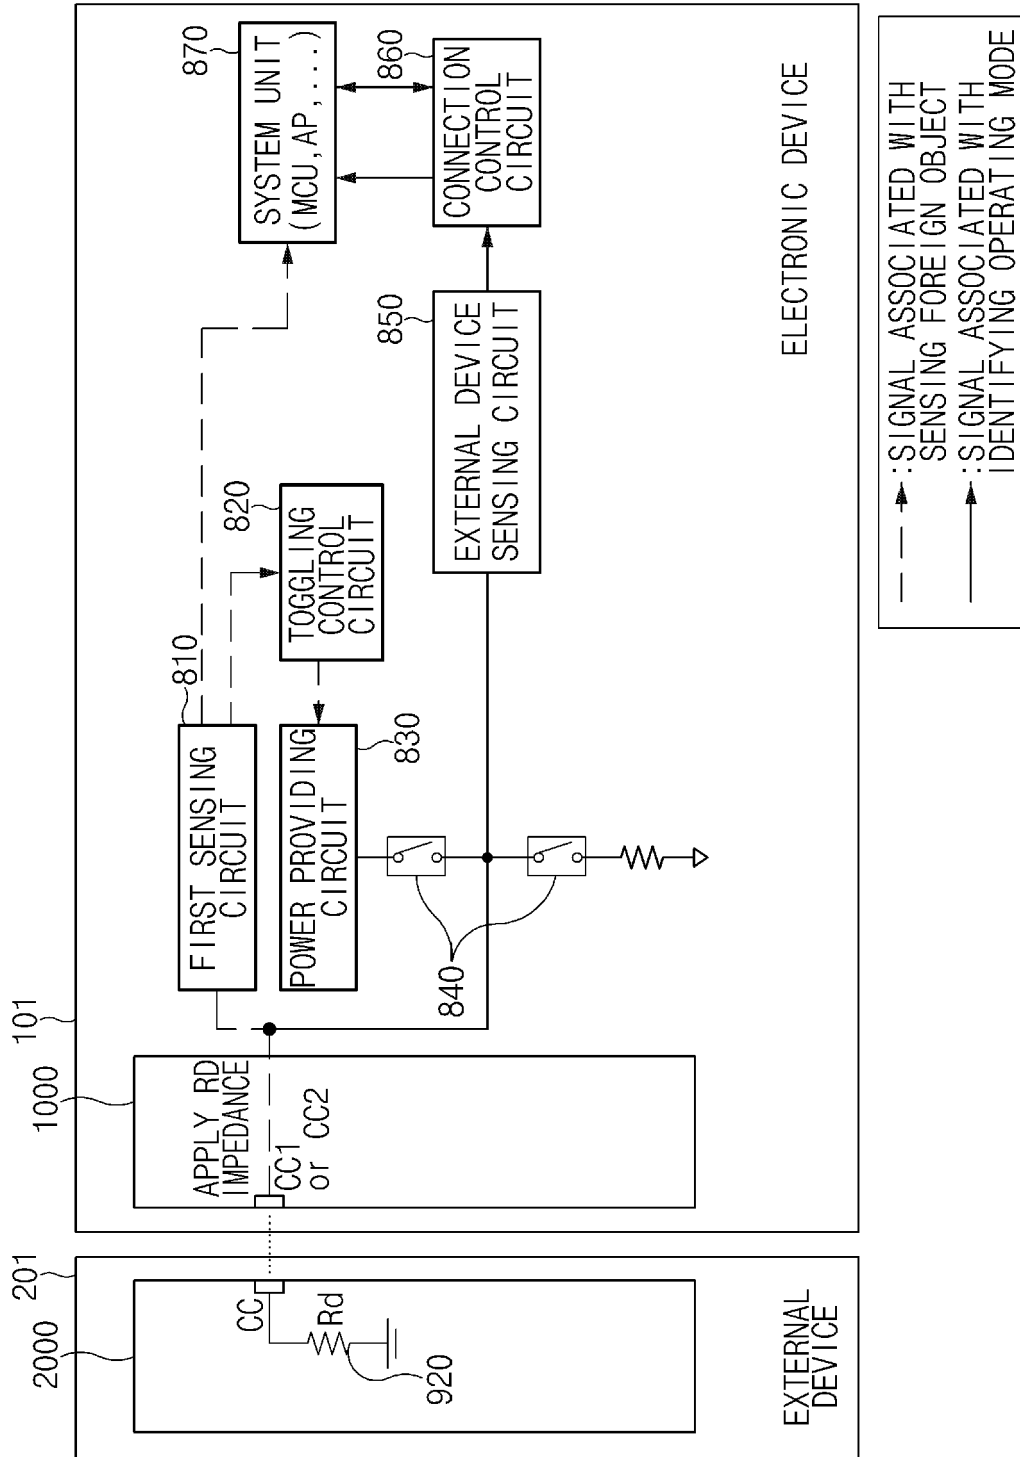 2000
201
EXTERNAL
DEVICE
CC
Rd
920
1000
101
APPLY RD
IMPEDANCE
CC1
or CC2
ELECTRONIC DEVICE
810
FIRST SENSING
CIRCUIT
820
TOGGLING
CONTROL
CIRCUIT
830
POWER PROVIDING
CIRCUIT
840
850
EXTERNAL DEVICE
SENSING CIRCUIT
860
CONNECTION
CONTROL
CIRCUIT
870
SYSTEM UNIT
(MCU,AP,...)
:SIGNAL ASSOCIATED WITH
SENSING FOREIGN OBJECT
:SIGNAL ASSOCIATED WITH
IDENTIFYING OPERATING MODE